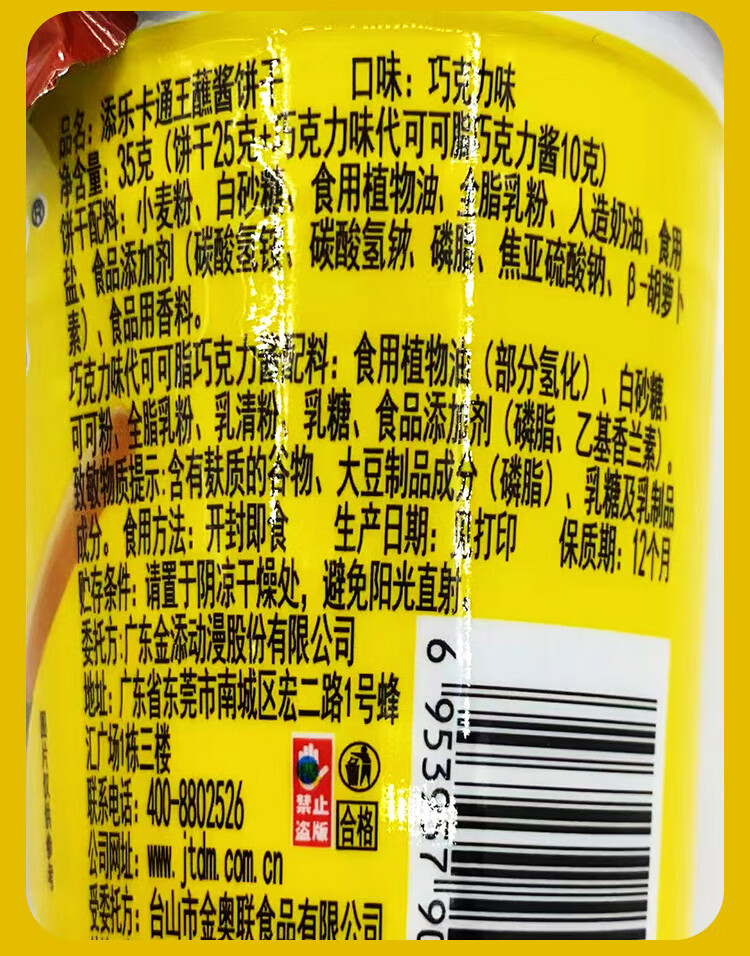 品名：添乐卡通王蘸酱饼干 口味：巧克力味
净含量：35克（饼干25克+巧克力味代可可脂巧克力酱10克）
饼干配料：小麦粉、白砂糖、食用植物油、全脂乳粉、人造奶油、食用
盐、食品添加剂（碳酸氢铵、碳酸氢钠、磷脂、焦亚硫酸钠、β-胡萝卜
素）、食品用香料。
巧克力味代可可脂巧克力酱配料：食用植物油（部分氢化）、白砂糖、
可可粉、全脂乳粉、乳清粉、乳糖、食品添加剂（磷脂、乙基香兰素）。
致敏物质提示：含有麸质的谷物、大豆制品成分（磷脂）、乳糖及乳制品
成分。食用方法：开封即食 生产日期：见打印 保质期：12个月
贮存条件：请置于阴凉干燥处，避免阳光直射。
委托方：广东金添动漫股份有限公司
地址：广东省东莞市南城区宏二路1号蜂
汇广场1栋三楼
联系电话：400-8802526
公司网址：www.jtdm.com.cn
受委托方：台山市金奥联食品有限公司
禁止
盗版
合格
®